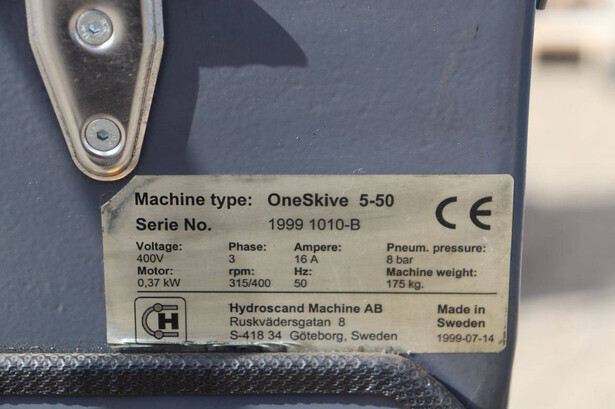 Machine type: OneSkive 5-50
Serie No. 1999 1010-B
CE
Voltage: Phase: Ampere: Pneum. pressure:
400V 3 16 A 8 bar
Motor: rpm: Hz: Machine weight:
0,37 kW 315/400 50 175 kg.
H
Hydroscand Machine AB Made in
Ruskvädersgatan 8 Sweden
S-418 34 Göteborg, Sweden 1999-07-14